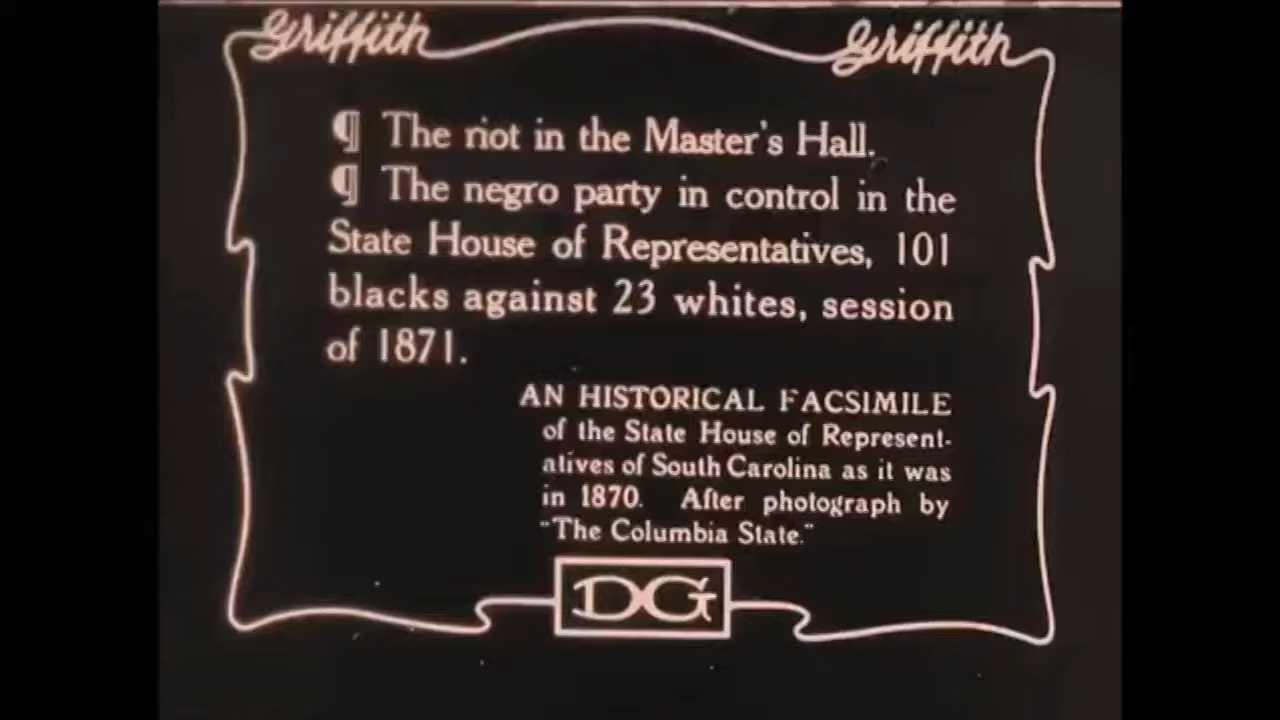 Griffith Griffith
¶ The riot in the Master's Hall.
¶ The negro party in control in the
State House of Representatives, 101
blacks against 23 whites, session
of 1871.
AN HISTORICAL FACSIMILE
of the State House of Represent-
atives of South Carolina as it was
in 1870. After photograph by
"The Columbia State."
DG